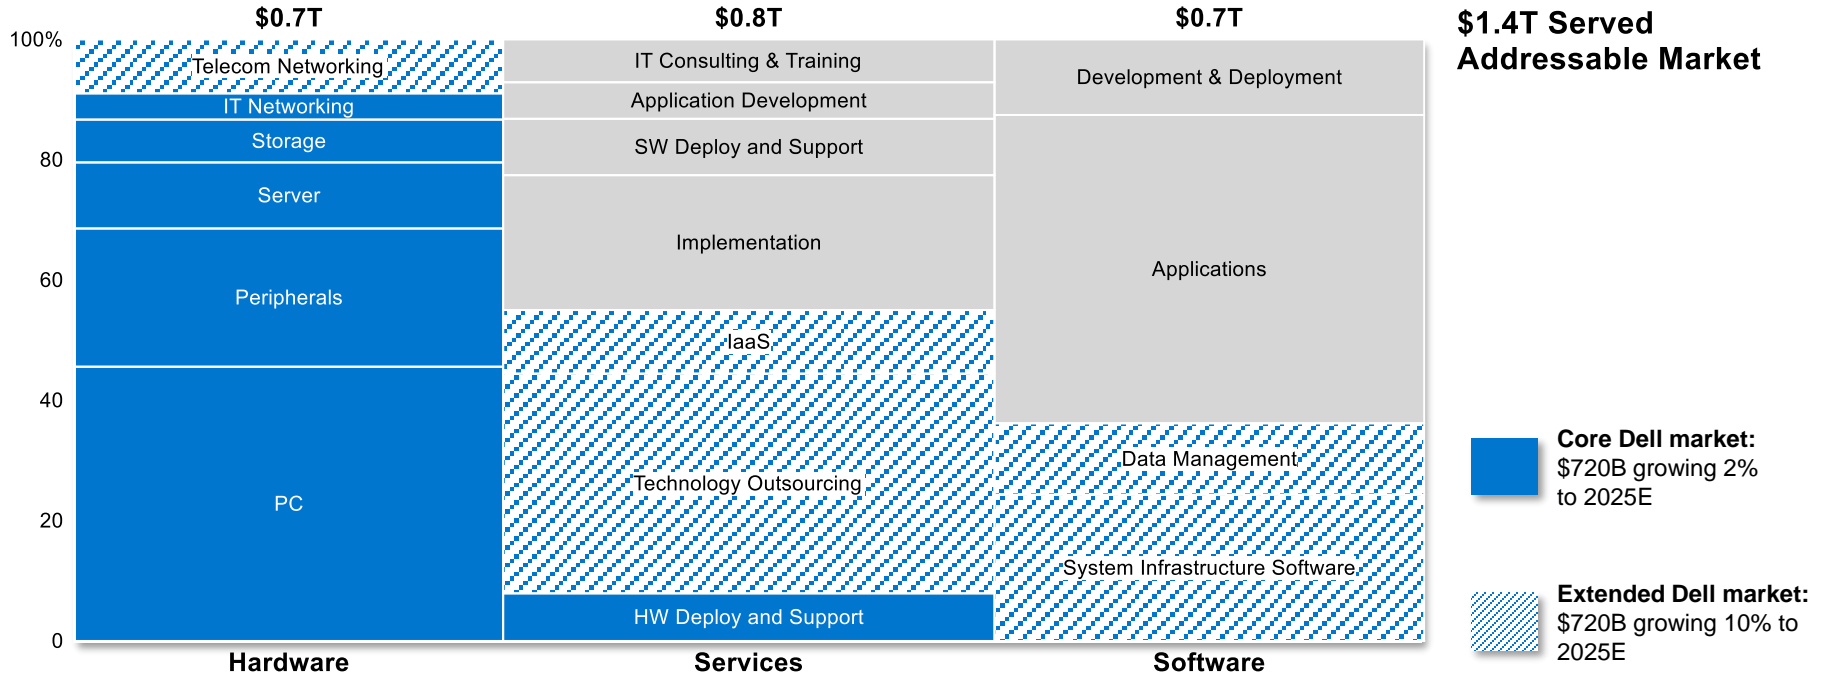 $0.7T
$0.8T
$0.7T
$1.4T Served
Addressable Market
100%
80
60
40
20
0
Telecom Networking
IT Networking
Storage
Server
Peripherals
PC
Hardware
IT Consulting & Training
Application Development
SW Deploy and Support
Implementation
IaaS
Technology Outsourcing
HW Deploy and Support
Services
Development & Deployment
Applications
Data Management
System Infrastructure Software
Software
Core Dell market:
$720B growing 2%
to 2025E
Extended Dell market:
$720B growing 10% to
2025E